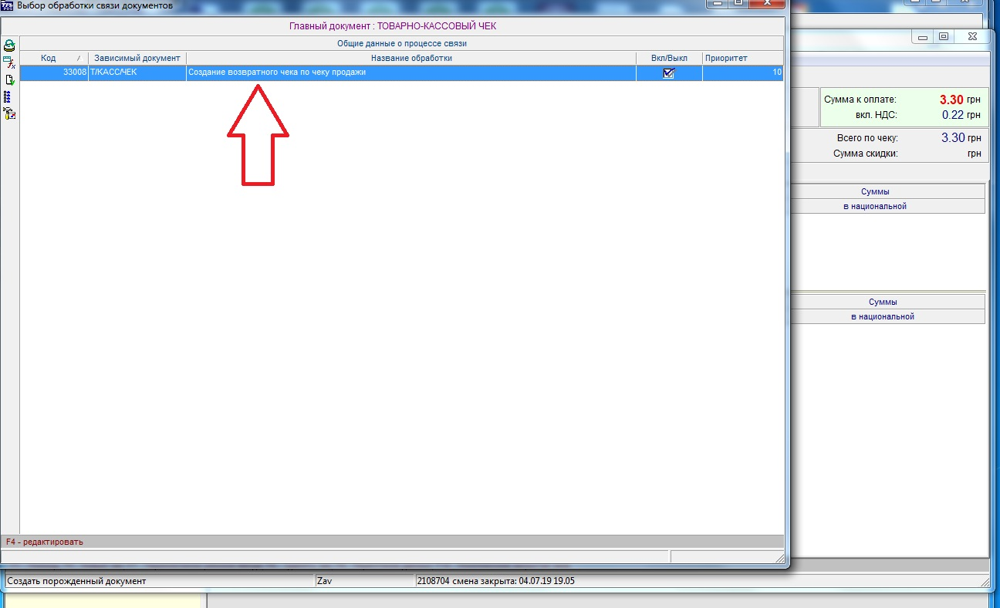 Выбор обработки связи документов
Главный документ : ТОВАРНО-КАССОВЫЙ ЧЕК
Общие данные о процессе связи
Код Зависимый документ Название обработки Вкл/Выкл Приоритет
33008 Т/КАСС/ЧЕК Создание возвратного чека по чеку продажи 10
Сумма к оплате: 3.30 грн
вкл. НДС: 0.22 грн
Всего по чеку: 3.30 грн
Сумма скидки: грн
Суммы
в национальной
Суммы
в национальной
F4 - редактировать
Создать порожденный документ Zav 2108704 смена закрыта: 04.07.19 19.05